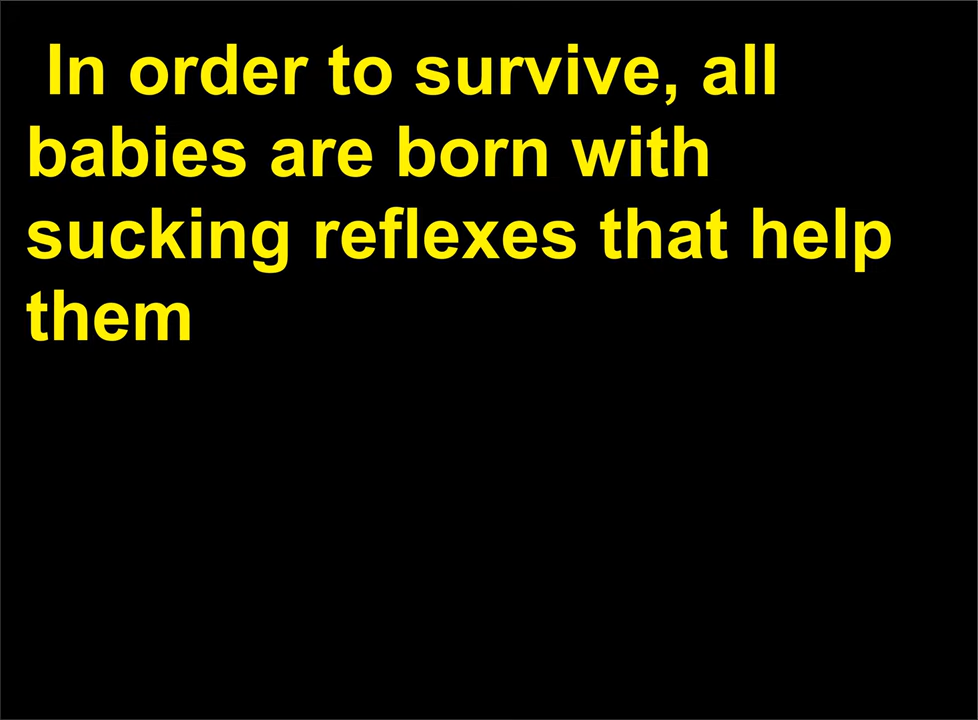 In order to survive, all
babies are born with
sucking reflexes that help
them